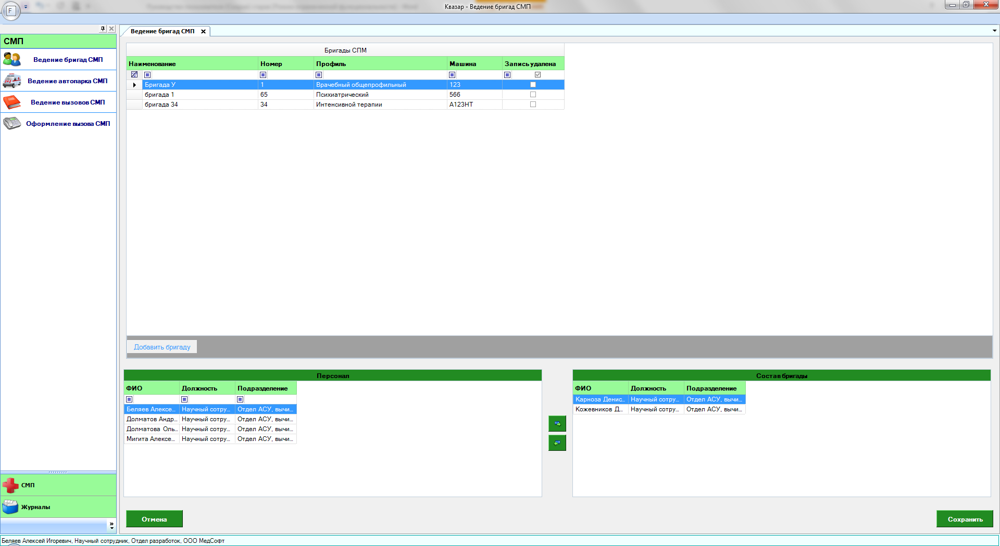 Квазар - Ведение бригад СМП
F
СМП
Ведение бригад СМП
Ведение автопарка СМП
Ведение вызовов СМП
Оформление вызова СМП
СМП
Журналы
Ведение бригад СМП
Бригады СПМ
Наименование Номер Профиль Машина Запись удалена
Бригада У 1 Врачебный общепрофильный 123
бригада 1 65 Психиатрический 566
бригада 34 34 Интенсивной терапии А123НТ
Добавить бригаду
Персонал
ФИО Должность Подразделение
Беляев Алексе... Научный сотру... Отдел АСУ, вычи...
Долматов Андр... Научный сотру... Отдел АСУ, вычи...
Долматова Оль... Научный сотру... Отдел АСУ, вычи...
Мигита Алексе... Научный сотру... Отдел АСУ, вычи...
Состав бригады
ФИО Должность Подразделение
Карноза Денис... Научный сотру... Отдел АСУ, вычи...
Кожевников Д... Научный сотру... Отдел АСУ, вычи...
Отмена
Сохранить
Беляев Алексей Игоревич, Научный сотрудник, Отдел разработок, ООО МедСофт